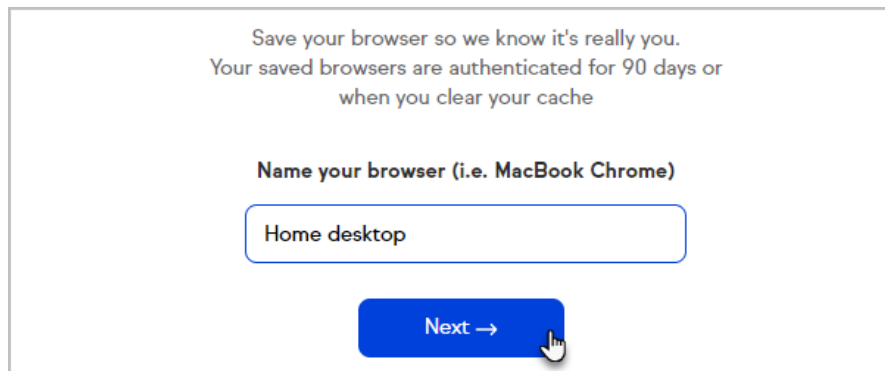 Save your browser so we know it's really you.
Your saved browsers are authenticated for 90 days or
when you clear your cache
Name your browser (i.e. MacBook Chrome)
Home desktop
Next →